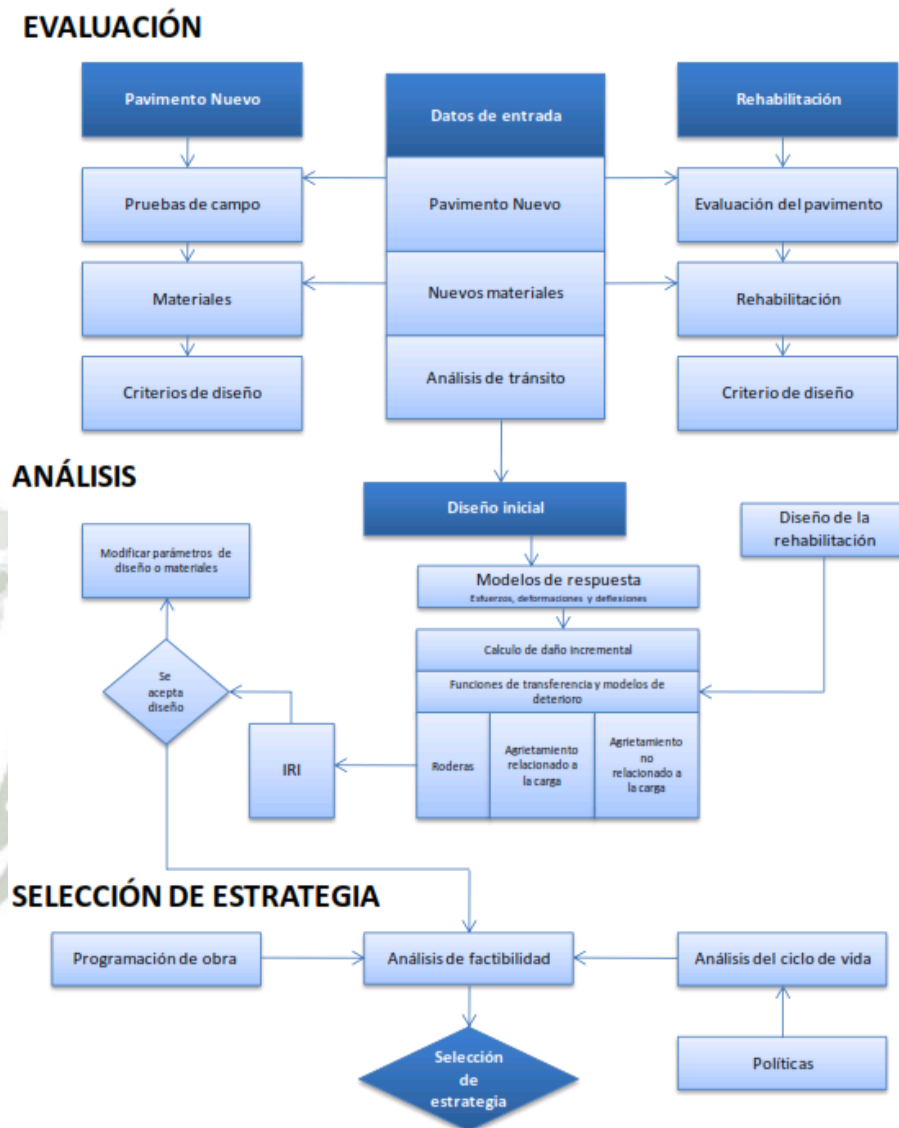 EVALUACIÓN
Pavimento Nuevo
Datos de entrada
Rehabilitación
Pruebas de campo
Pavimento Nuevo
Evaluación del pavimento
Materiales
Nuevos materiales
Rehabilitación
Criterios de diseño
Análisis de tránsito
Criterio de diseño
ANÁLISIS
Diseño inicial
Diseño de la
rehabilitación
Modificar parámetros de
diseño o materiales
Modelos de respuesta
Esfuerzos, deformaciones y deflexiones
Calculo de daño incremental
Se
acepta
diseño
Funciones de transferencia y modelos de
deterioro
IRI
Roderas
Agrietamiento
relacionado a
la carga
Agrietamiento
no
relacionado a
la carga
SELECCIÓN DE ESTRATEGIA
Programación de obra
Análisis de factibilidad
Análisis del ciclo de vida
Selección
de
estrategia
Políticas